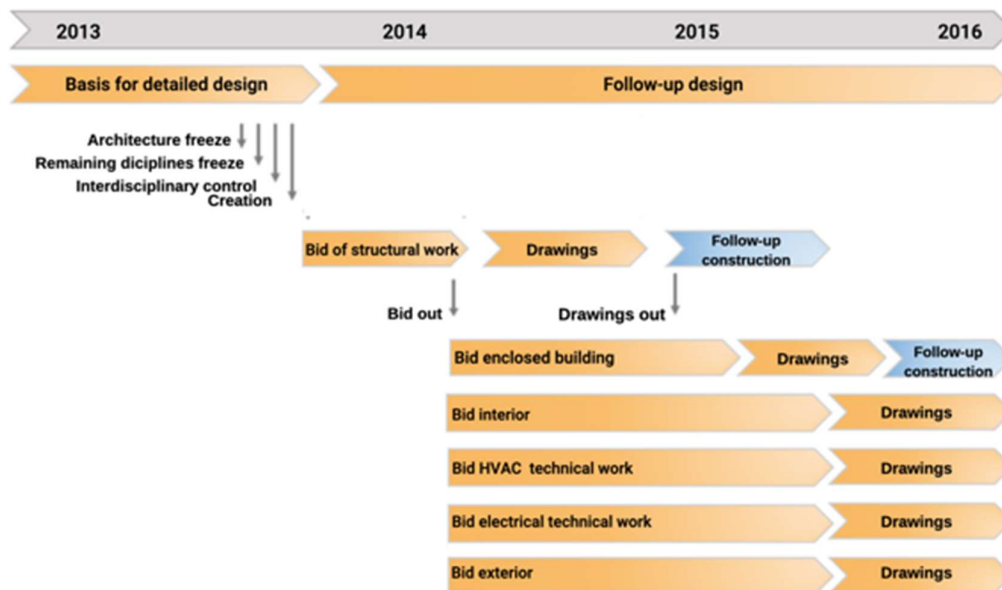 2013 2014 2015 2016
Basis for detailed design Follow-up design
Architecture freeze
Remaining diciplines freeze
Interdisciplinary control
Creation
Bid of structural work Drawings Follow-up
construction
Bid out Drawings out
Bid enclosed building Drawings Follow-up
construction
Bid interior Drawings
Bid HVAC technical work Drawings
Bid electrical technical work Drawings
Bid exterior Drawings